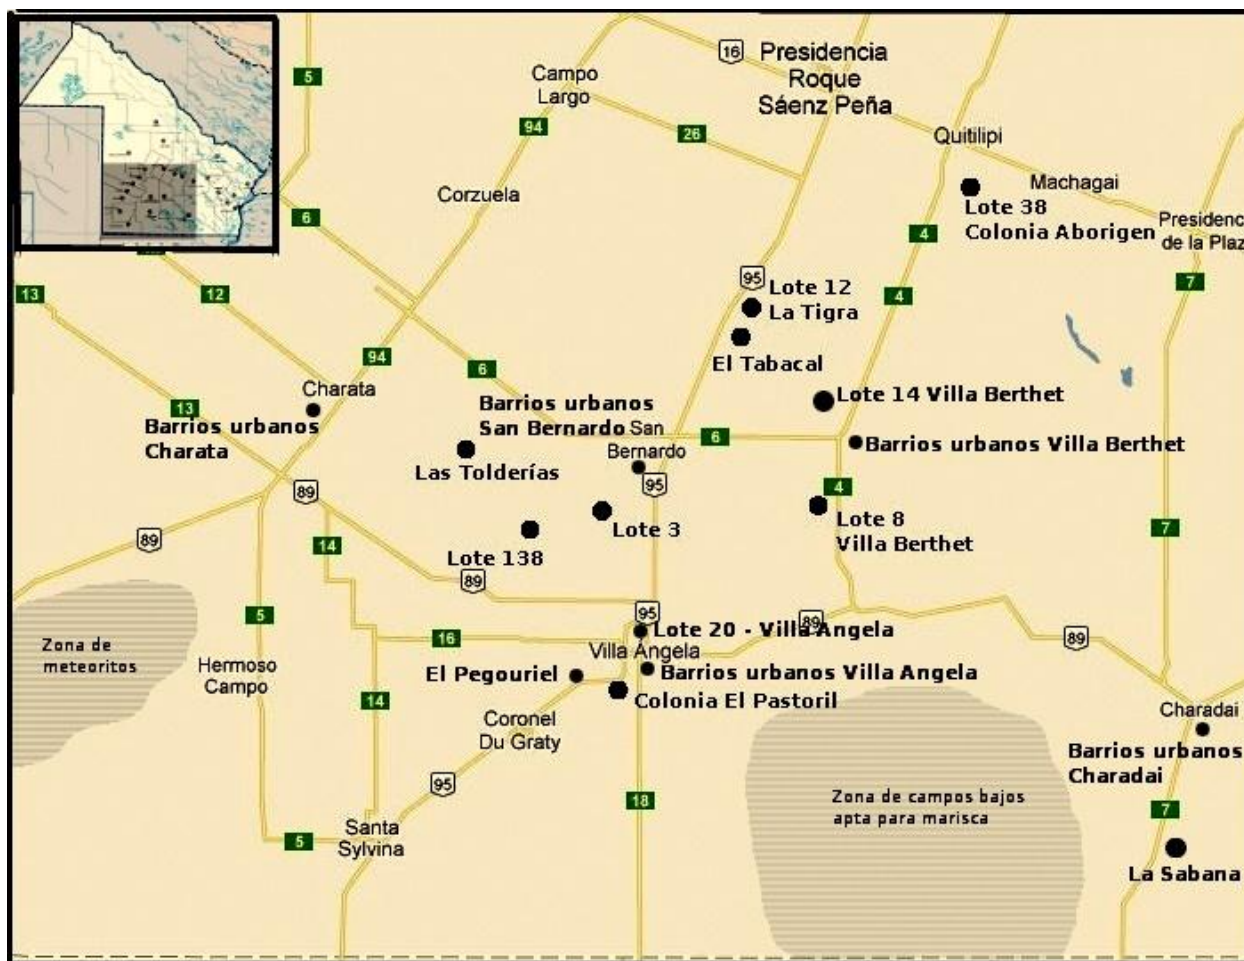 5
16
Presidencia
Roque
Sáenz Peña
Campo
Largo
94
26
Quitilipi
Machagai
Corzuela
Lote 38
Colonia Aborigen
Presidenc
de la Plaz
6
4
7
13
12
95
4
Lote 12
La Tigra
El Tabacal
94
6
Charata
13
Barrios urbanos
Charata
Barrios urbanos
San Bernardo
San
Bernardo
Lote 14 Villa Berthet
6
Barrios urbanos Villa Berthet
Las Tolderías
89
95
4
Lote 3
Lote 8
Villa Berthet
7
89
14
Lote 138
89
5
95
89
89
Zona de
meteoritos
16
Lote 20 - Villa Angela
Villa Ángela
Hermoso
Campo
El Pegouriel
Barrios urbanos Villa Angela
14
Colonia El Pastoril
Charadai
Coronel
Du Graty
Barrios urbanos
Charadai
95
18
Zona de campos bajos
apta para marisca
7
Santa
Sylvina
5
La Sabana